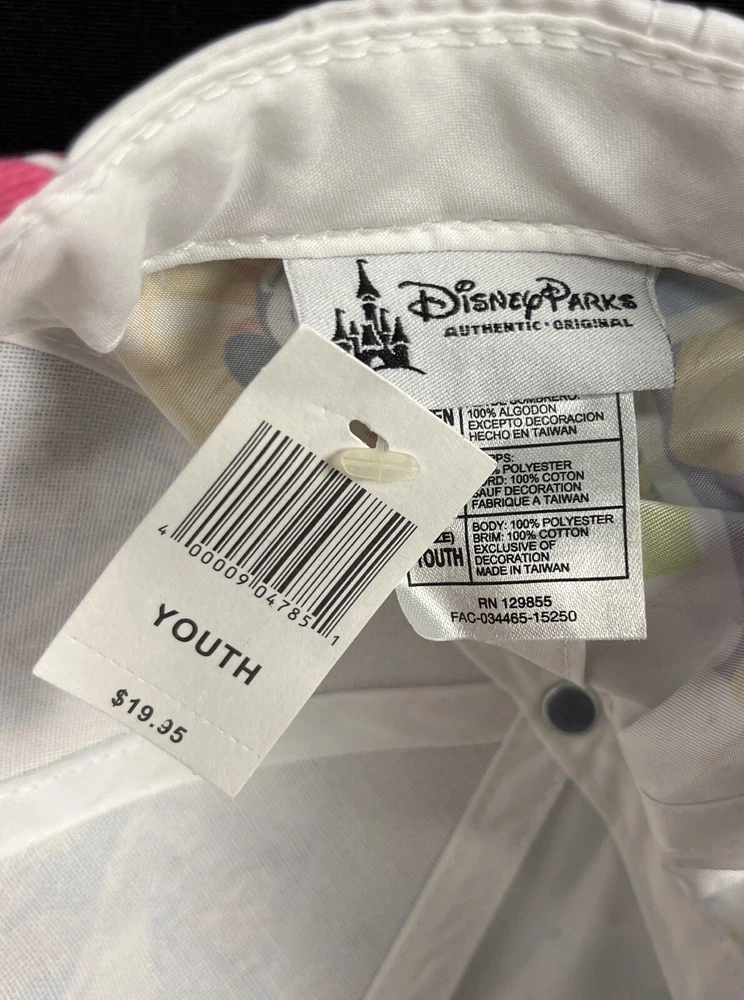 DISNEY PARKS
AUTHENTIC • ORIGINAL
100% ALGODON
EXCEPTO DECORACION
HECHO EN TAIWAN
POLYESTER
100% COTON
SAUF DECORATION
FABRIQUE A TAIWAN
YOUTH
BODY: 100% POLYESTER
BRIM: 100% COTTON
EXCLUSIVE OF
DECORATION
MADE IN TAIWAN
RN 129855
FAC-034465-15250
4 00009 04785 1
YOUTH
$19.95